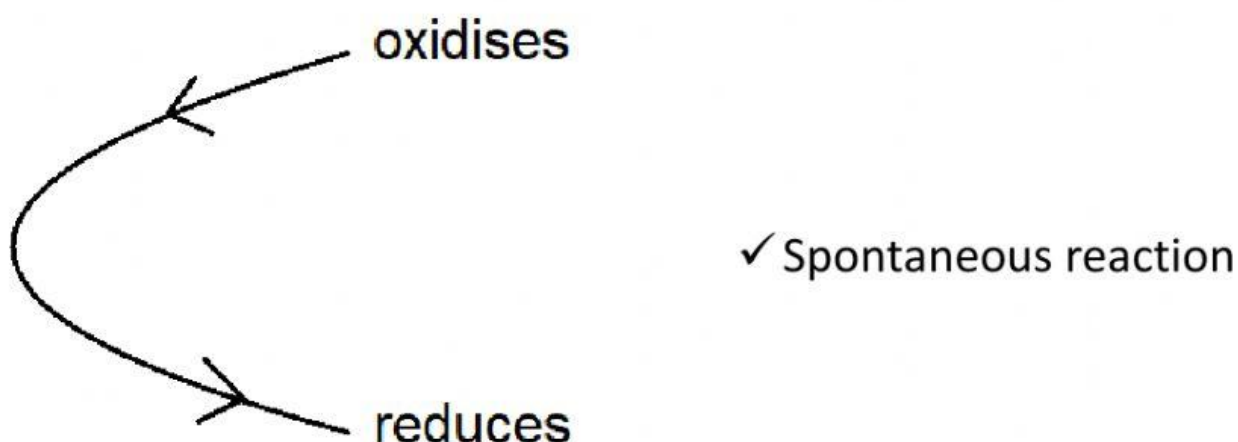 oxidises
✓ Spontaneous reaction
reduces